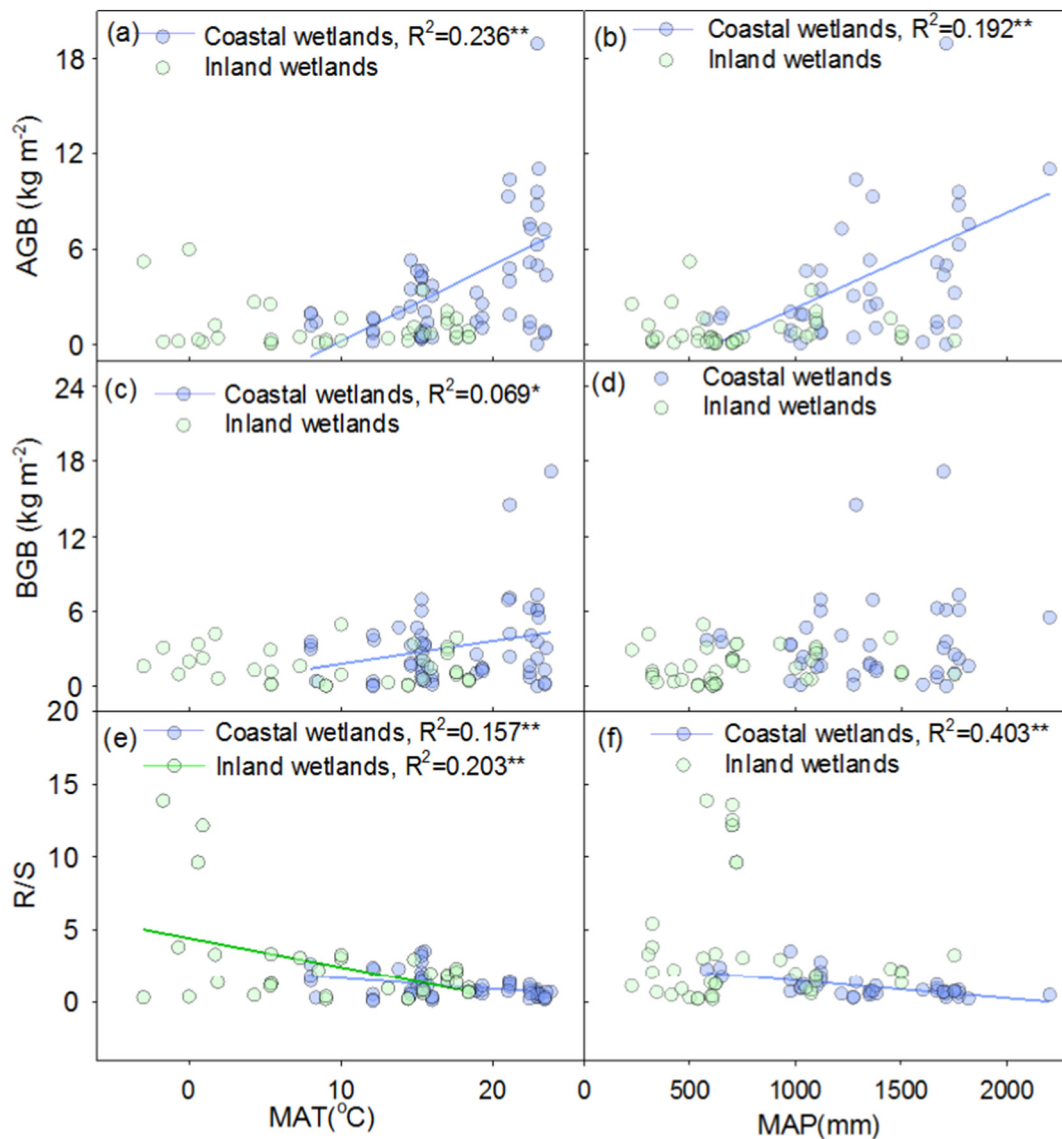 (a) Coastal wetlands, R²=0.236**
Inland wetlands
(b) Coastal wetlands, R²=0.192**
Inland wetlands
18
12
6
0
AGB (kg m⁻²)
(c) Coastal wetlands, R²=0.069*
Inland wetlands
(d) Coastal wetlands
Inland wetlands
24
18
12
6
0
BGB (kg m⁻²)
(e) Coastal wetlands, R²=0.157**
Inland wetlands, R²=0.203**
(f) Coastal wetlands, R²=0.403**
Inland wetlands
20
15
10
5
0
R/S
0 10 20 0 500 1000 1500 2000
MAT(°C) MAP(mm)